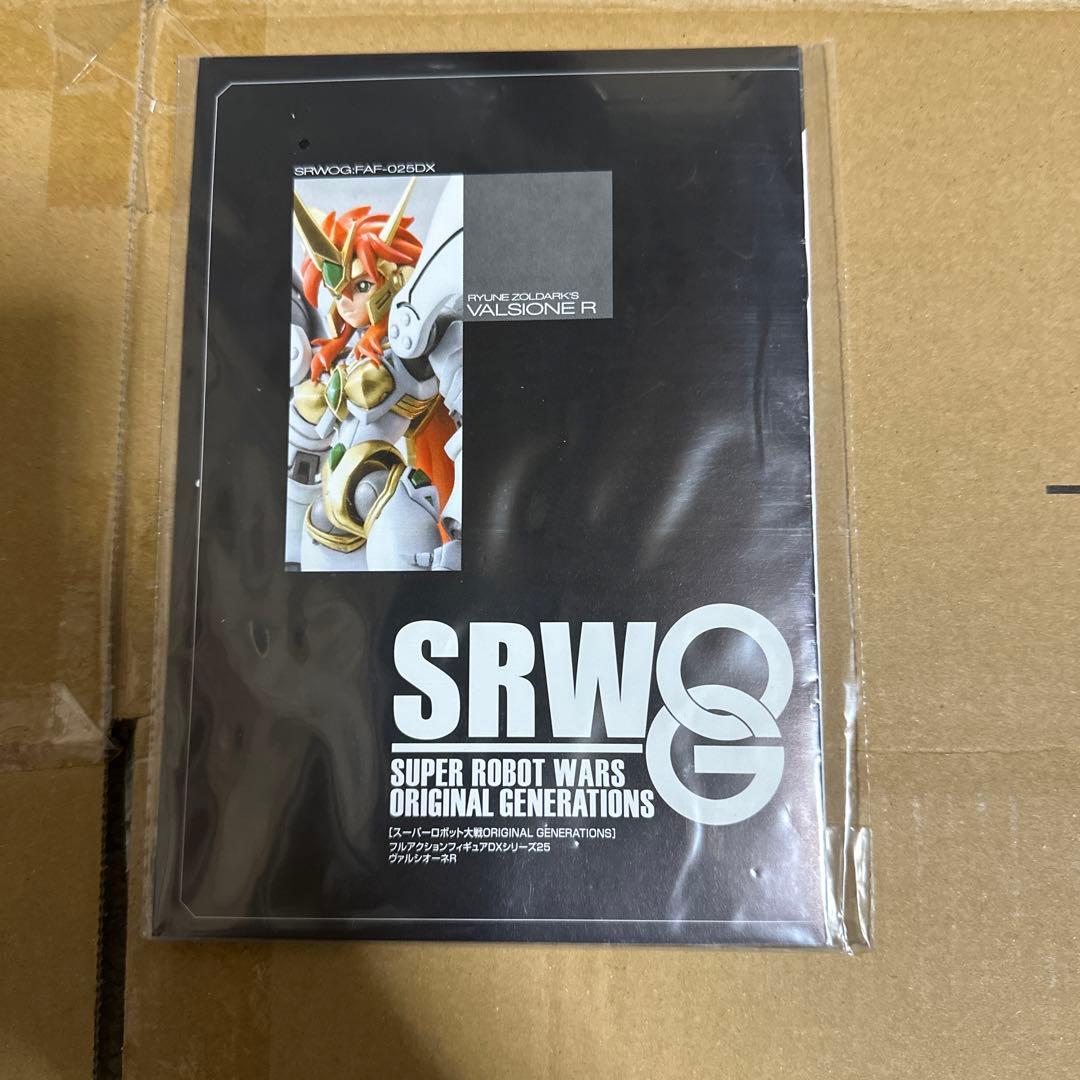 SRWOG:FAF-025DX
RYUNE ZOLDARK'S
VALSIONE R
SRW OG
SUPER ROBOT WARS
ORIGINAL GENERATIONS
[スーパーロボット大戦ORIGINAL GENERATIONS]
フルアクションフィギュアDXシリーズ25
ヴァルシオーネR